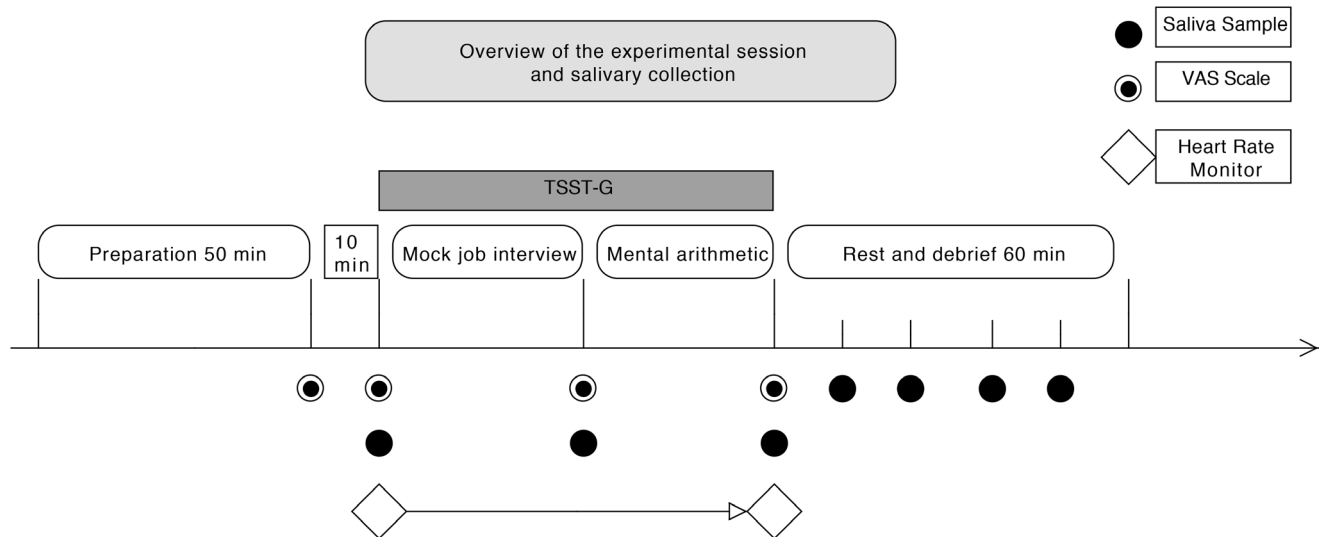 Overview of the experimental session
and salivary collection
Saliva Sample
VAS Scale
Heart Rate
Monitor
TSST-G
Preparation 50 min
10
min
Mock job interview
Mental arithmetic
Rest and debrief 60 min